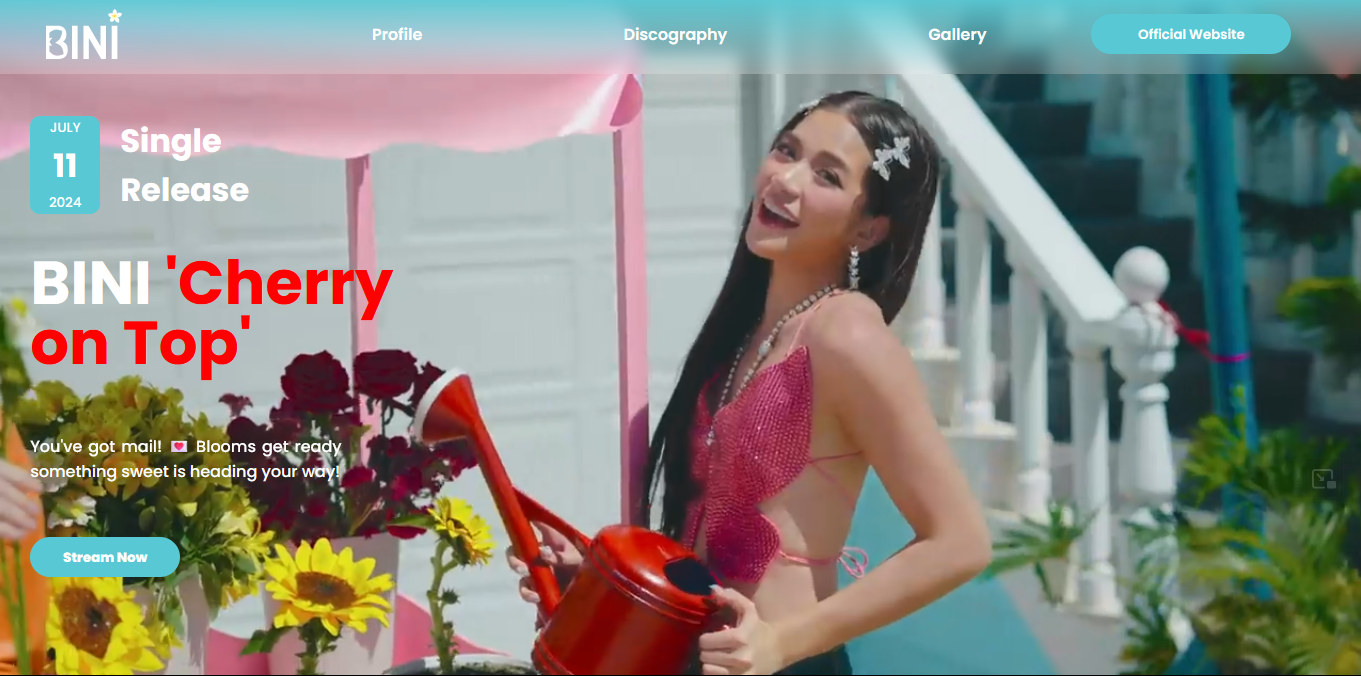 BINI
Profile
Discography
Gallery
Official Website
JULY
11
2024
Single
Release
BINI 'Cherry
on Top'
You've got mail! 💌 Blooms get ready
something sweet is heading your way!
Stream Now